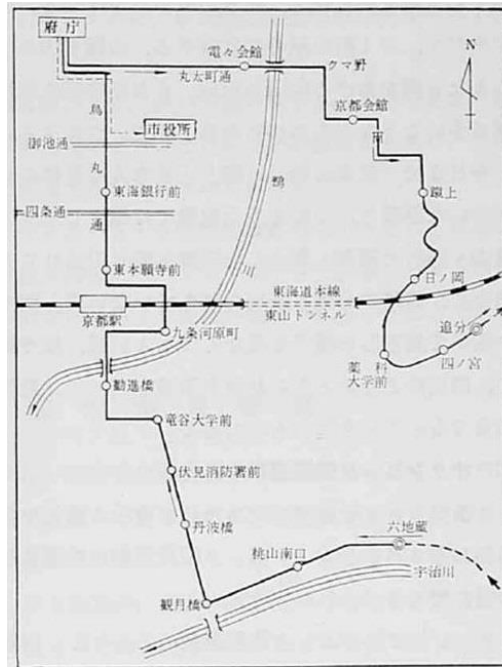 府庁
電々会館
クマ野
丸太町通
京都会館
N
烏
市役所
御池通
丸
鴨
東海銀行前
蹴上
四条通
通
川
東本願寺前
日ノ岡
東海道本線
京都駅
東山トンネル
追分
九条河原町
薬科
大学前
四ノ宮
勧進橋
竜谷大学前
伏見消防署前
丹波橋
六地蔵
桃山南口
宇治川
観月橋